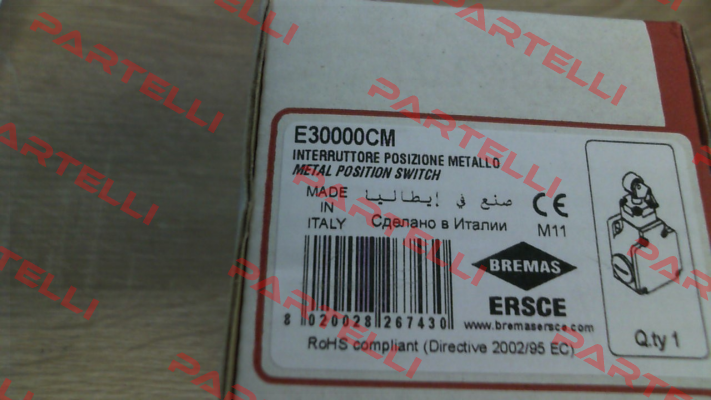 E30000CM
INTERRUTTORE POSIZIONE METALLO
METAL POSITION SWITCH
MADE IN ITALY
صنع في إيطاليا
Сделано в Италии
CE
M11
BREMAS
ERSCE
www.bremasersce.com
8 020028 267430
RoHS compliant (Directive 2002/95 EC)
Q.ty 1
PARTELLI
PARTELLI
PARTELLI
PARTELLI
PARTELLI
PARTELLI
PARTELLI
PARTELLI